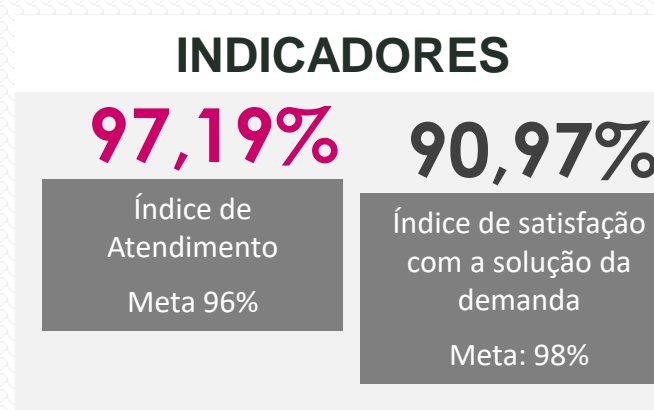 INDICADORES
97,19%
Índice de
Atendimento
Meta 96%
90,97%
Índice de satisfação
com a solução da
demanda
Meta: 98%